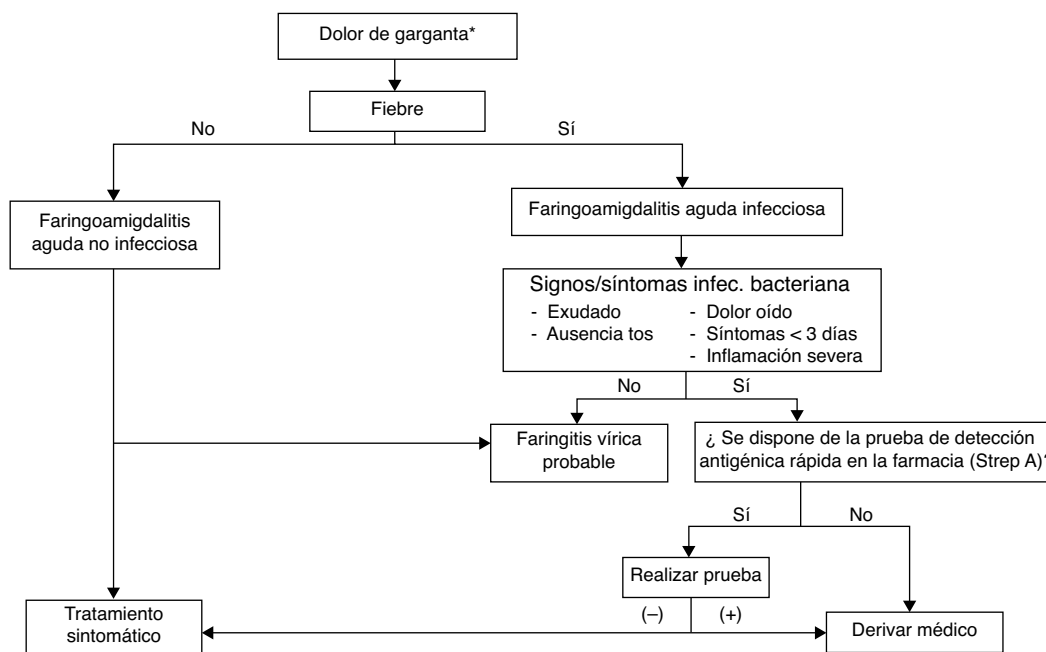 Dolor de garganta*
Fiebre
No
Sí
Faringoamigdalitis
aguda no infecciosa
Faringoamigdalitis aguda infecciosa
Signos/síntomas infec. bacteriana
- Exudado
- Ausencia tos
- Dolor oído
- Síntomas < 3 días
- Inflamación severa
No
Sí
Faringitis vírica
probable
¿ Se dispone de la prueba de detección
antigénica rápida en la farmacia (Strep A)?
Sí
No
Realizar prueba
(–)
(+)
Tratamiento
sintomático
Derivar médico